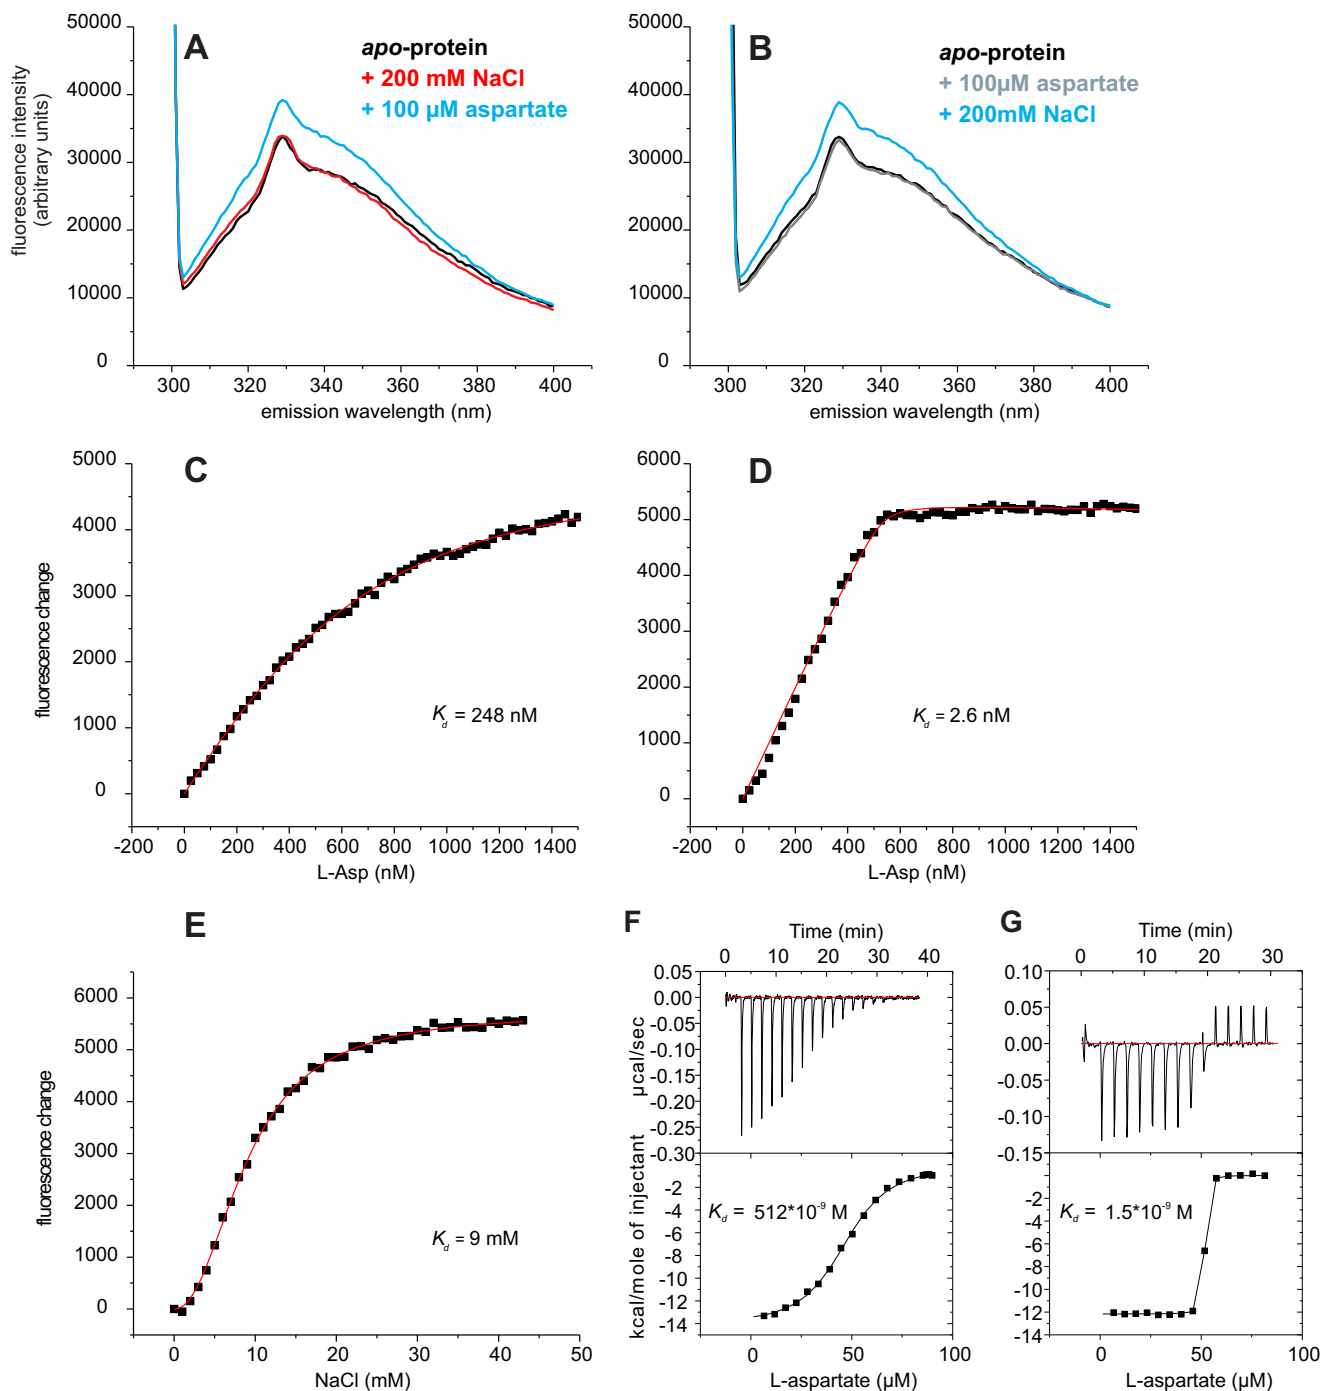 A
apo-protein
+ 200 mM NaCl
+ 100 µM aspartate
fluorescence intensity
(arbitrary units)
50000
40000
30000
20000
10000
0
300 320 340 360 380 400
emission wavelength (nm)
B
apo-protein
+ 100µM aspartate
+ 200mM NaCl
50000
40000
30000
20000
10000
0
300 320 340 360 380 400
emission wavelength (nm)
C
fluorescence change
5000
4000
3000
2000
1000
0
Kd = 248 nM
-200 0 200 400 600 800 1000 1200 1400
L-Asp (nM)
D
6000
5000
4000
3000
2000
1000
0
Kd = 2.6 nM
-200 0 200 400 600 800 1000 1200 1400
L-Asp (nM)
E
fluorescence change
6000
5000
4000
3000
2000
1000
0
Kd = 9 mM
0 10 20 30 40 50
NaCl (mM)
F
Time (min)
0 10 20 30 40
µcal/sec
0.05
0.00
-0.05
-0.10
-0.15
-0.20
-0.25
-0.30
kcal/mole of injectant
-2
-4
-6
-8
-10
-12
-14
Kd = 512*10-9 M
0 50 100
L-aspartate (µM)
G
Time (min)
0 10 20 30
0.10
0.05
0.00
-0.05
-0.10
-0.15
-2
-4
-6
-8
-10
-12
-14
Kd = 1.5*10-9 M
0 50 100
L-aspartate (µM)